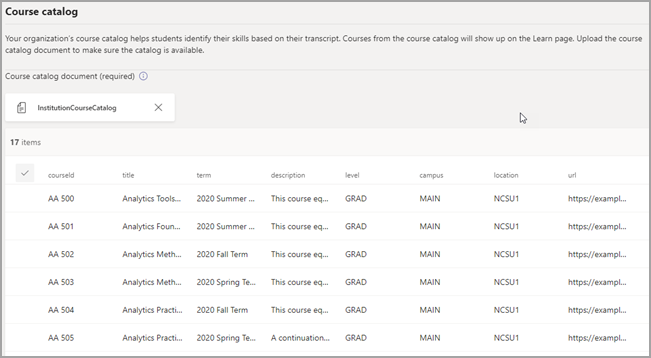 Course catalog
Your organization's course catalog helps students identify their skills based on their transcript. Courses from the course catalog will show up on the Learn page. Upload the course
catalog document to make sure the catalog is available.
Course catalog document (required)
InstitutionCourseCatalog
17 items
courseId title term description level campus location url
AA 500 Analytics Tools... 2020 Summer ... This course eq... GRAD MAIN NCSU1 https://exampl...
AA 501 Analytics Foun... 2020 Summer ... This course eq... GRAD MAIN NCSU1 https://exampl...
AA 502 Analytics Meth... 2020 Fall Term This course eq... GRAD MAIN NCSU1 https://exampl...
AA 503 Analytics Meth... 2020 Spring Te... This course eq... GRAD MAIN NCSU1 https://exampl...
AA 504 Analytics Practi... 2020 Fall Term This course eq... GRAD MAIN NCSU1 https://exampl...
AA 505 Analytics Practi... 2020 Spring Te... A continuation... GRAD MAIN NCSU1 https://exampl...